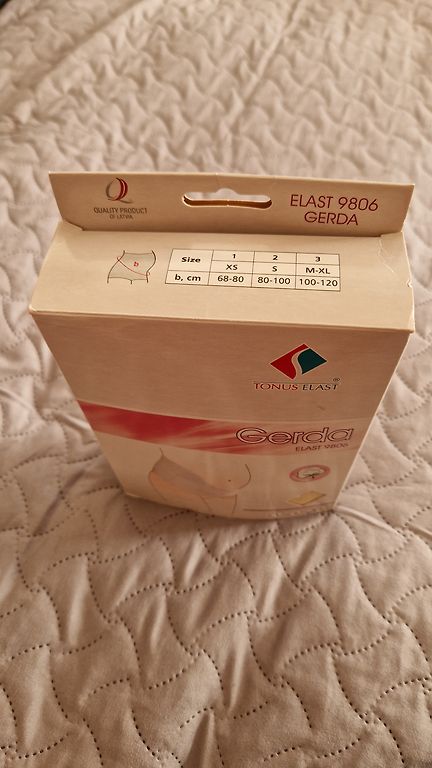 QUALITY PRODUCT
OF LATVIA
ELAST 9806
GERDA
b
Size 1 2 3
XS S M-XL
b, cm 68-80 80-100 100-120
TONUS ELAST ®
Gerda
ELAST 9806